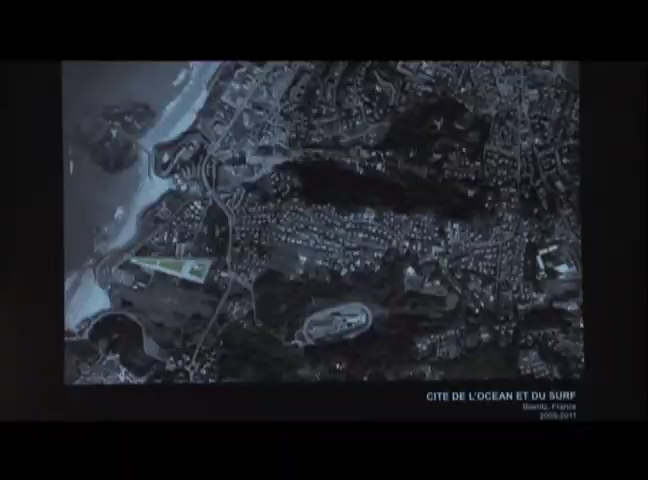 CITE DE L'OCEAN ET DU SURF
Biarritz, France
2005-2011